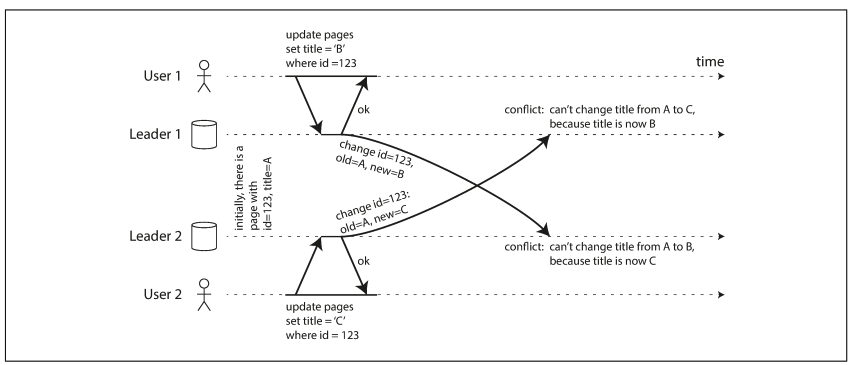 update pages
set title = ‘B’
where id =123
time
User 1
ok
conflict: can’t change title from A to C,
because title is now B
Leader 1
change id=123,
old=A, new=B
initially, there is a
page with
id=123, title=A
change id=123:
old=A, new=C
Leader 2
conflict: can’t change title from A to B,
because title is now C
ok
User 2
update pages
set title = ‘C’
where id = 123